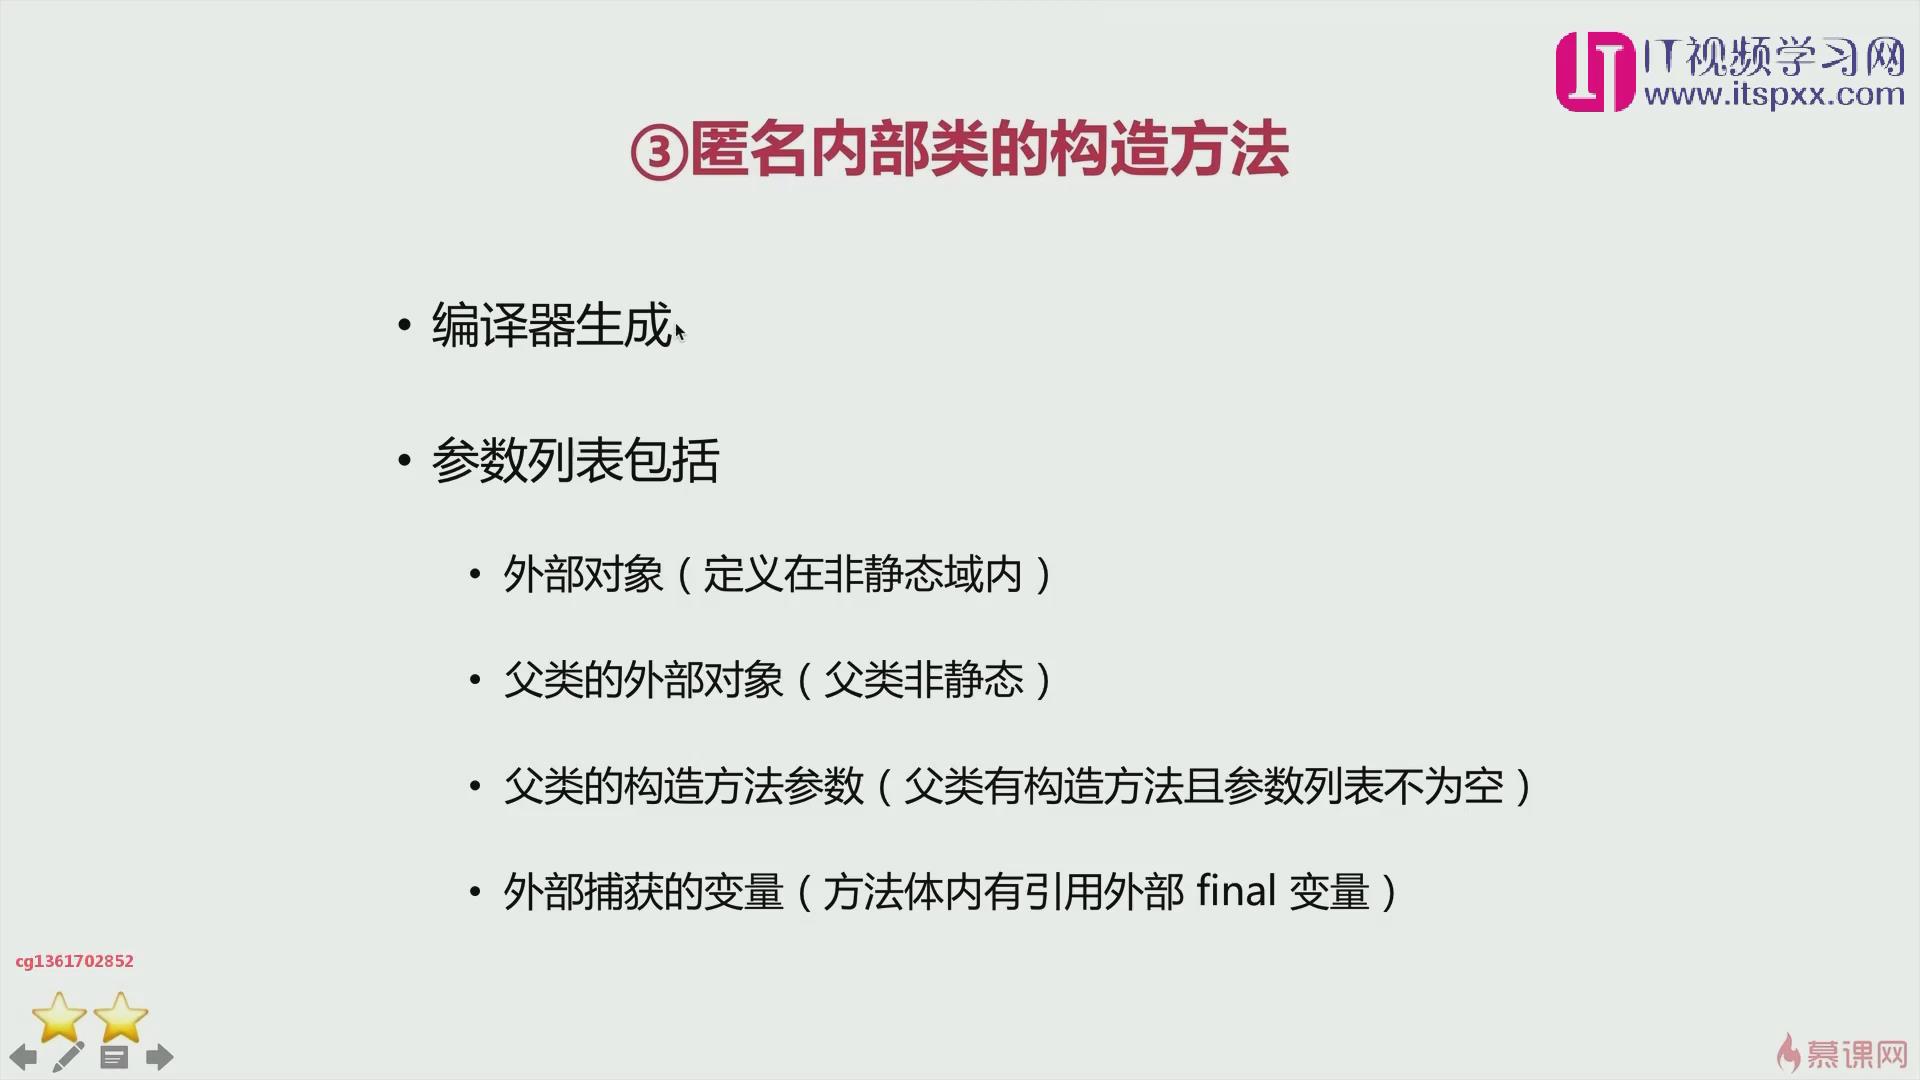 IT视频学习网
www.itspxx.com
③匿名内部类的构造方法
• 编译器生成
• 参数列表包括
• 外部对象（定义在非静态域内）
• 父类的外部对象（父类非静态）
• 父类的构造方法参数（父类有构造方法且参数列表不为空）
• 外部捕获的变量（方法体内有引用外部 final 变量）
cg1361702852
慕课网